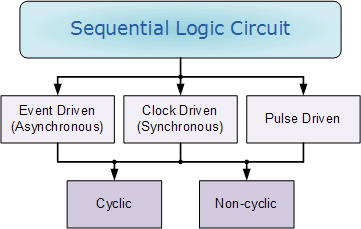 Sequential Logic Circuit
Event Driven
(Asynchronous)
Clock Driven
(Synchronous)
Pulse Driven
Cyclic
Non-cyclic